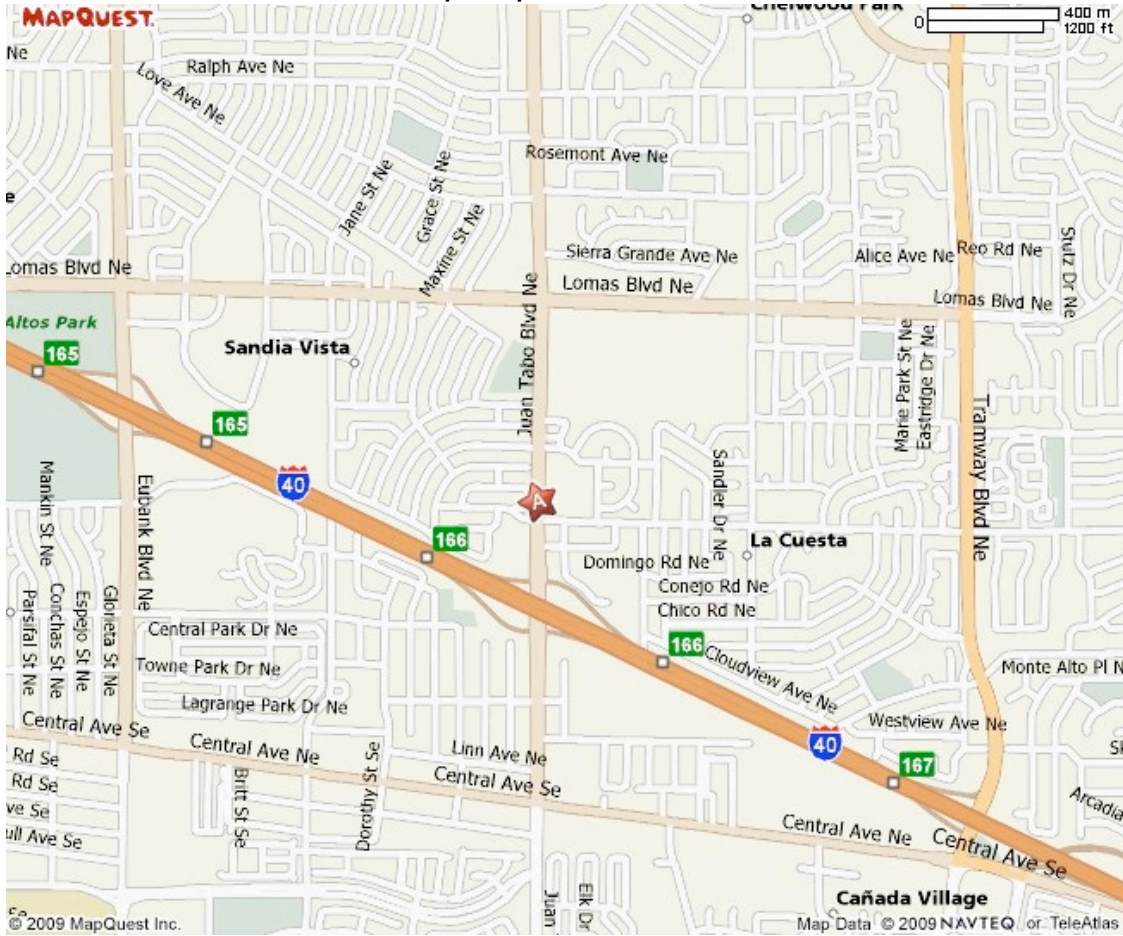 MAPQUEST.
Chelwood Park
0
400 m
1200 ft
Ne
Ralph Ave Ne
Love Ave Ne
Rosemont Ave Ne
Jane St Ne
Grace St Ne
Maxine St Ne
Juan Tabo Blvd Ne
Sierra Grande Ave Ne
Alice Ave Ne
Reo Rd Ne
Stutz Dr Ne
Lomas Blvd Ne
Lomas Blvd Ne
Lomas Blvd Ne
Altos Park
165
Sandia Vista
Marie Park St Ne
Eastridge Dr Ne
Tramway Blvd Ne
165
40
Mankin St Ne
Eubank Blvd Ne
A
Sandler Dr Ne
166
La Cuesta
Domingo Rd Ne
Conejo Rd Ne
Chico Rd Ne
Parsifal St Ne
Conchas St Ne
Espejo St Ne
Glorieta St Ne
Central Park Dr Ne
166
Cloudview Ave Ne
Towne Park Dr Ne
Monte Alto Pl N
Lagrange Park Dr Ne
Westview Ave Ne
Central Ave Se
Central Ave Ne
Linn Ave Ne
40
Rd Se
Central Ave Se
167
Rd Se
Britt St Se
Dorothy St Se
Arcadia
ve Se
ull Ave Se
Central Ave Ne
Central Ave Se
Juan
Elk Dr
Cañada Village
© 2009 MapQuest Inc.
Map Data © 2009 NAVTEQ or TeleAtlas